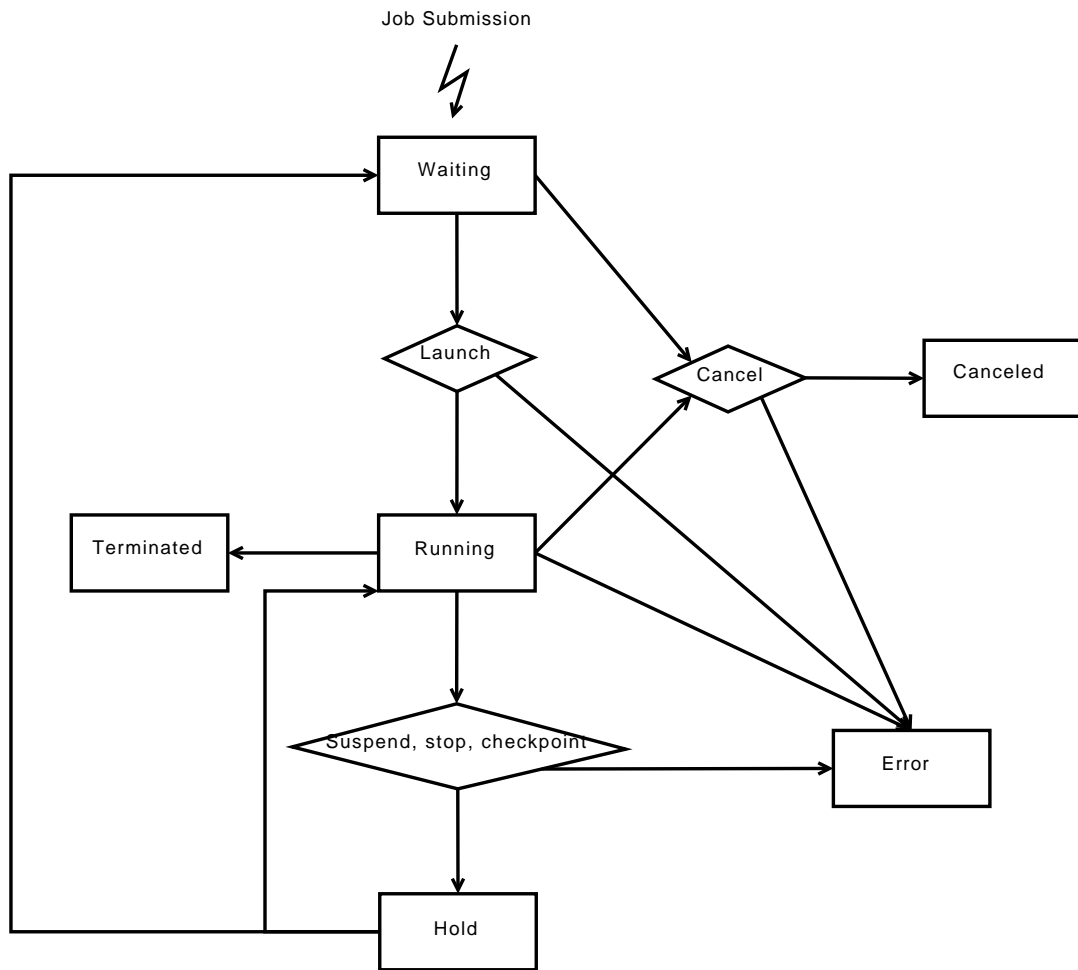 Job Submission
Waiting
Launch
Cancel
Canceled
Terminated
Running
Suspend, stop, checkpoint
Error
Hold